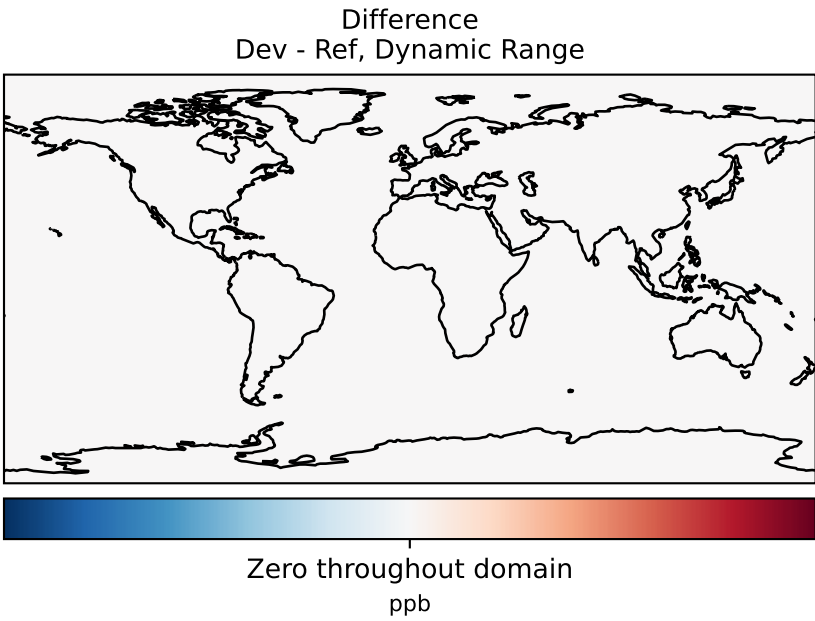 Difference
Dev - Ref, Dynamic Range
Zero throughout domain
ppb